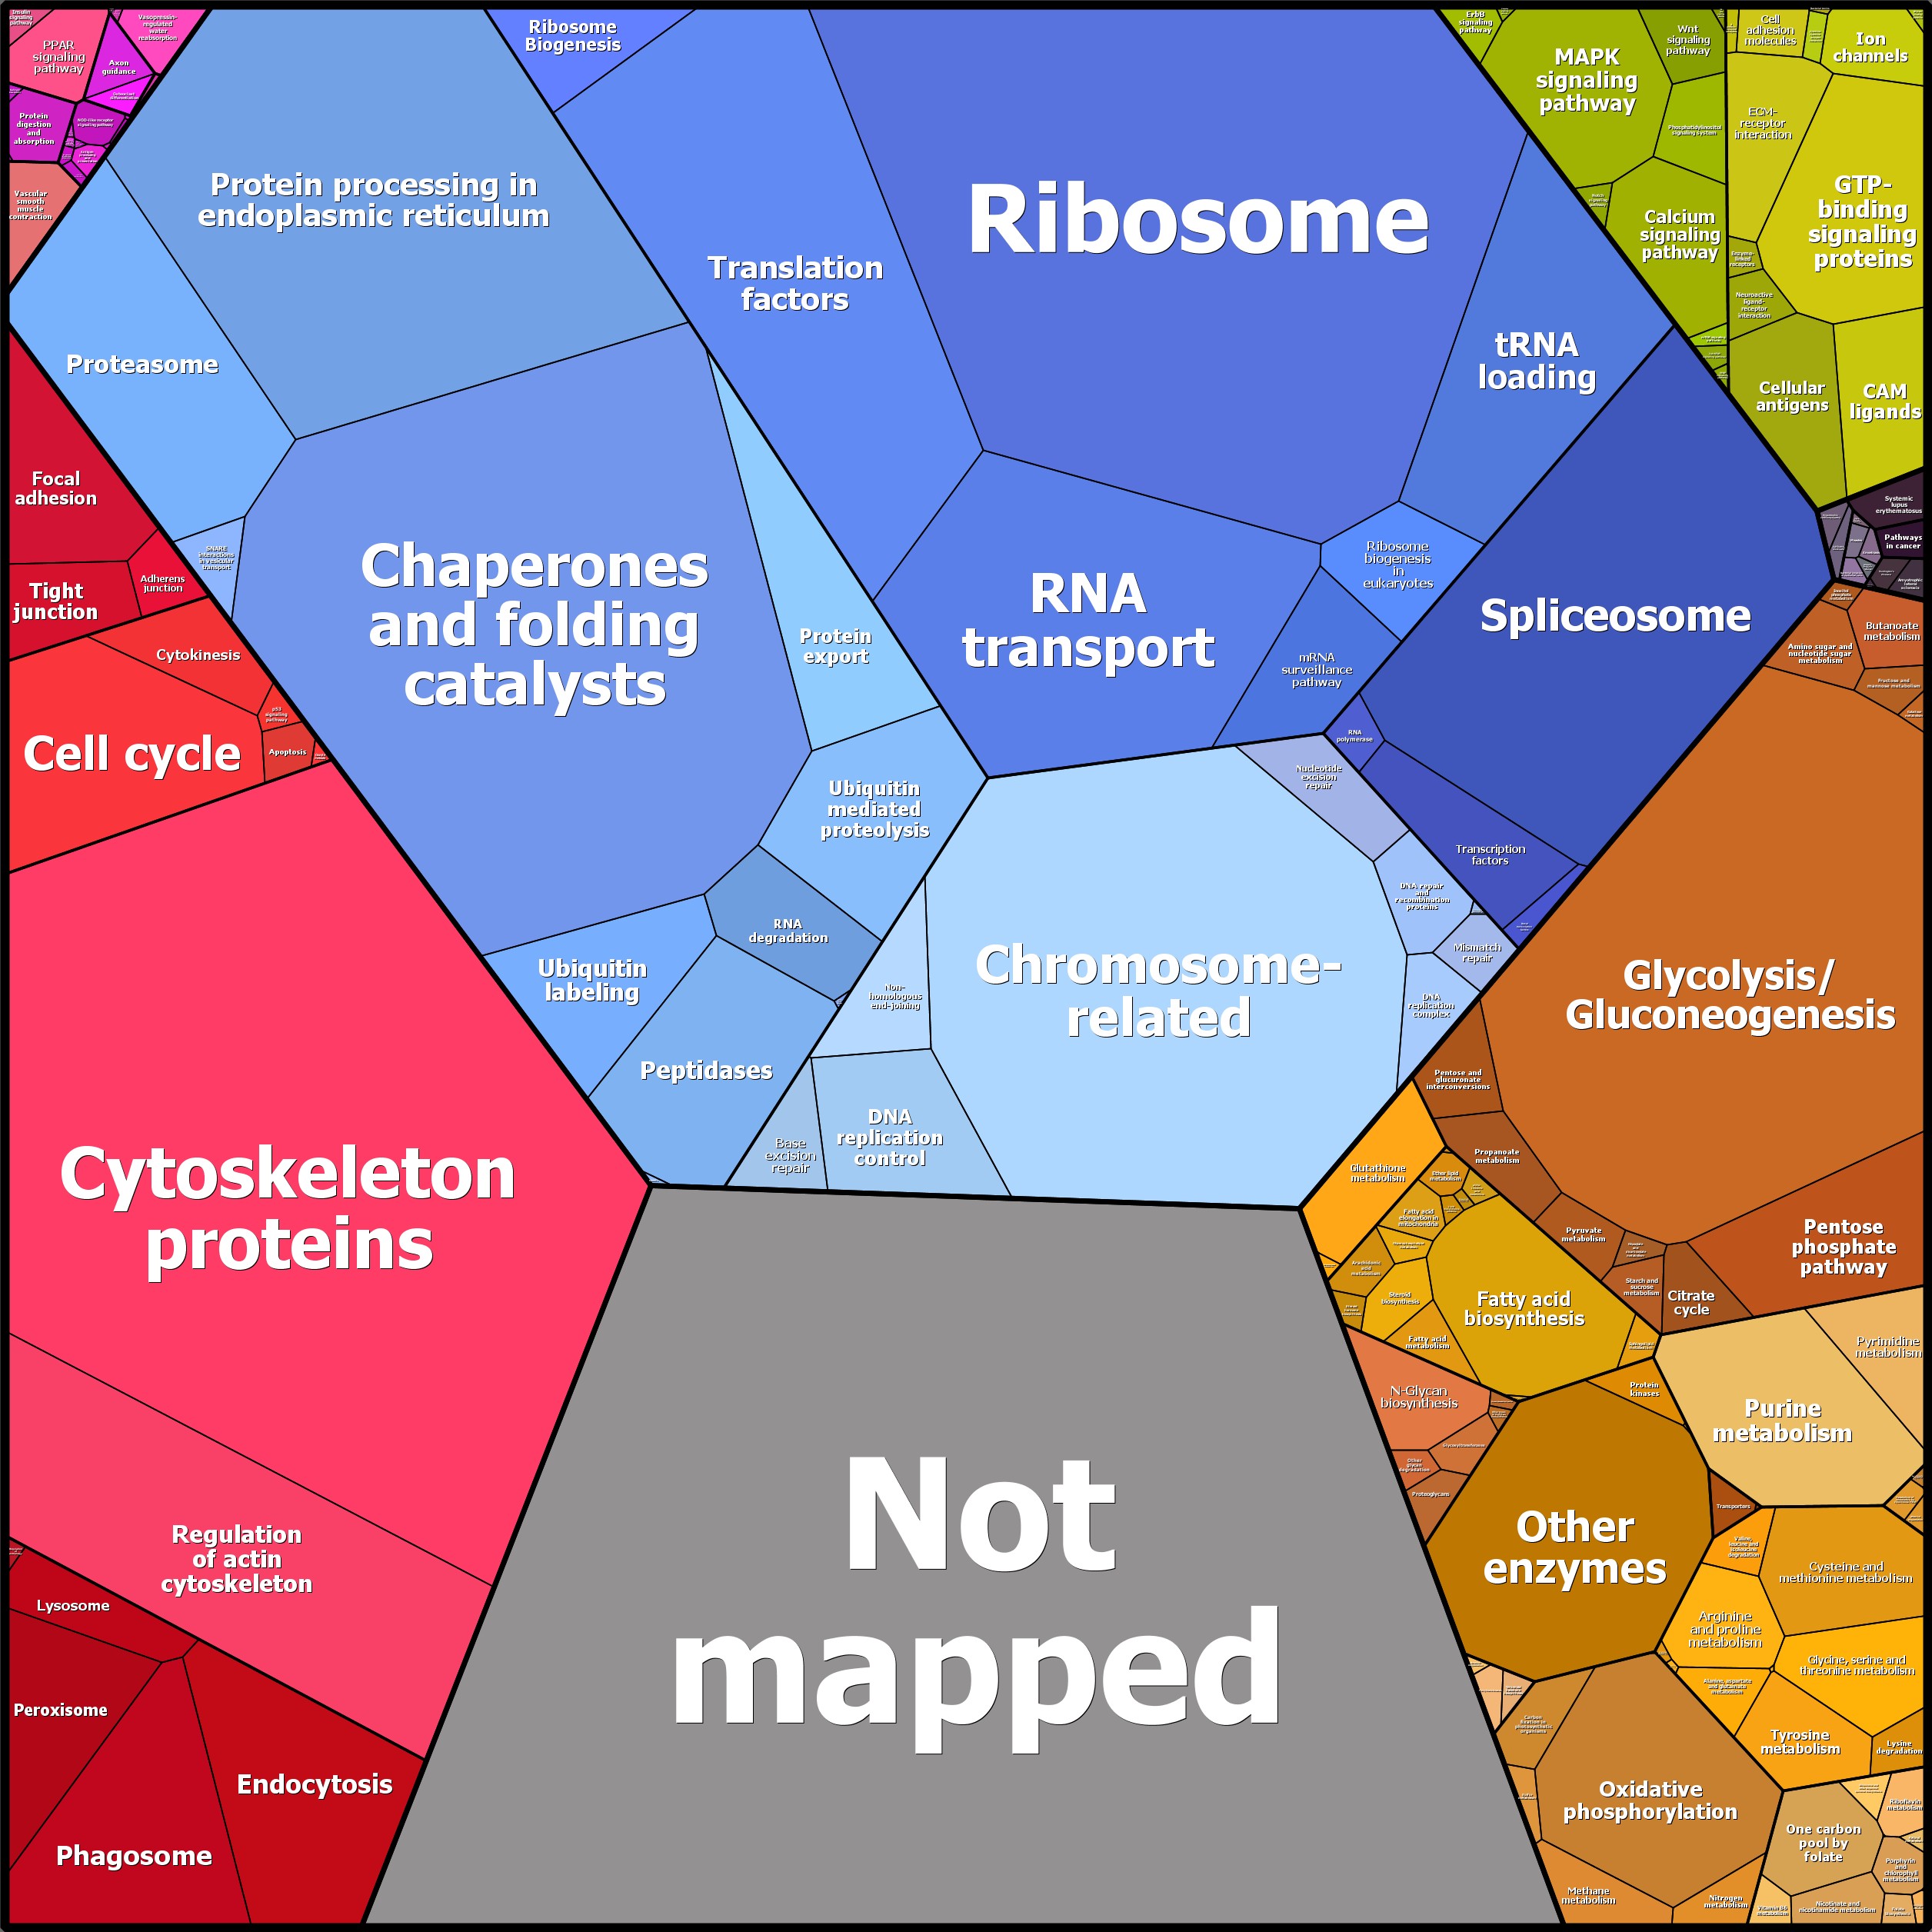 Insulin
signaling
pathway
PPAR
signaling
pathway
Vasopressin-
regulated
water
reabsorption
Axon
guidance
Protein
digestion
and
absorption
NOD-like receptor
signaling pathway
Vascular
smooth
muscle
contraction
Protein processing in
endoplasmic reticulum
Proteasome
SNARE
interactions
in vesicular
transport
Chaperones
and folding
catalysts
Protein
export
Ubiquitin
mediated
proteolysis
RNA
degradation
Ubiquitin
labeling
Peptidases
Ribosome
Biogenesis
Translation
factors
Ribosome
tRNA
loading
RNA
transport
Ribosome
biogenesis
in
eukaryotes
mRNA
surveillance
pathway
Spliceosome
RNA
polymerase
Transcription
factors
Nucleotide
excision
repair
DNA repair
and
recombination
proteins
Mismatch
repair
DNA
replication
complex
Non-
homologous
end-joining
Chromosome-
related
Base
excision
repair
DNA
replication
control
ErbB
signaling
pathway
MAPK
signaling
pathway
Wnt
signaling
pathway
Phosphatidylinositol
signaling system
Notch
signaling
pathway
Calcium
signaling
pathway
Cell
adhesion
molecules
Ion
channels
ECM-
receptor
interaction
GTP-
binding
signaling
proteins
Enzyme-
linked
receptors
Neuroactive
ligand-
receptor
interaction
Cellular
antigens
CAM
ligands
Systemic
lupus
erythematosus
Pathways
in cancer
Focal
adhesion
Tight
junction
Adherens
junction
Cytokinesis
Cell cycle
p53
signaling
pathway
Apoptosis
Cytoskeleton
proteins
Regulation
of actin
cytoskeleton
Lysosome
Peroxisome
Phagosome
Endocytosis
Not
mapped
Amino sugar and
nucleotide sugar
metabolism
Butanoate
metabolism
Fructose and
mannose metabolism
Glycolysis/
Gluconeogenesis
Pentose and
glucuronate
interconversions
Propanoate
metabolism
Pyruvate
metabolism
Starch and
sucrose
metabolism
Citrate
cycle
Pentose
phosphate
pathway
Glutathione
metabolism
Ether lipid
metabolism
Fatty acid
elongation in
mitochondria
Arachidonic
acid
metabolism
Steroid
biosynthesis
Fatty acid
metabolism
Fatty acid
biosynthesis
Purine
metabolism
Pyrimidine
metabolism
N-Glycan
biosynthesis
Other
glycan
degradation
Proteoglycans
Protein
kinases
Other
enzymes
Transporters
Valine,
leucine and
isoleucine
degradation
Cysteine and
methionine metabolism
Arginine
and proline
metabolism
Glycine, serine and
threonine metabolism
Alanine, aspartate
and glutamate
metabolism
Tyrosine
metabolism
Lysine
degradation
Carbon
fixation in
photosynthetic
organisms
Oxidative
phosphorylation
Methane
metabolism
Nitrogen
metabolism
One carbon
pool by
folate
Riboflavin
metabolism
Porphyrin
and
chlorophyll
metabolism
Vitamin B6
metabolism
Nicotinate and
nicotinamide metabolism